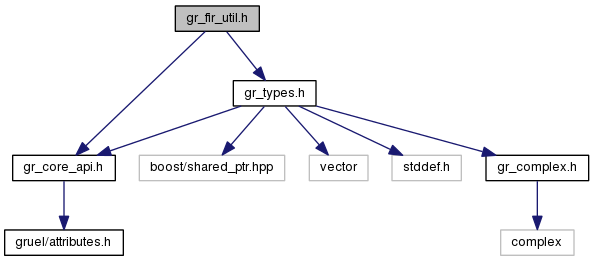 gr_fir_util.h
gr_types.h
gr_core_api.h
boost/shared_ptr.hpp
vector
stddef.h
gr_complex.h
gruel/attributes.h
complex